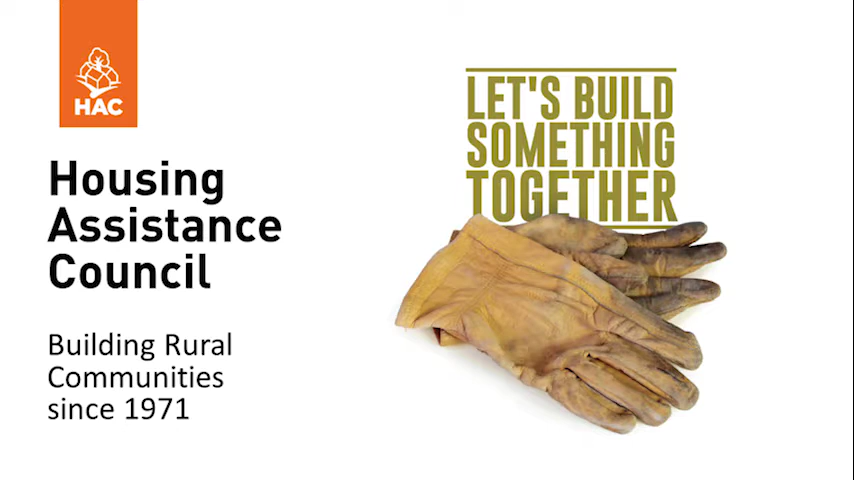 HAC
Housing
Assistance
Council
Building Rural
Communities
since 1971
LET'S BUILD
SOMETHING
TOGETHER